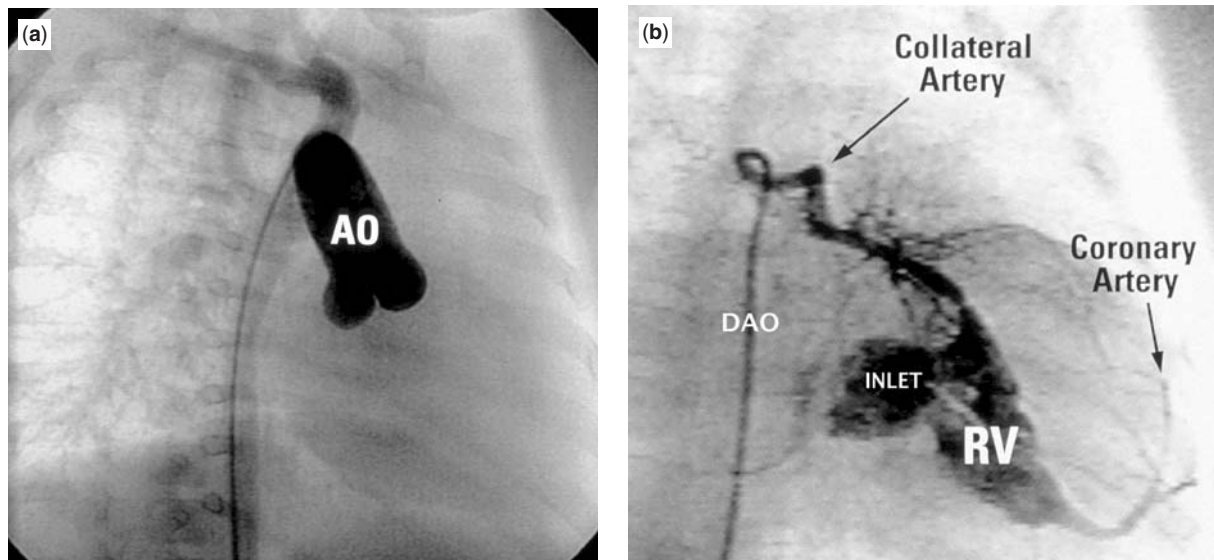 (a)
AO
(b)
Collateral
Artery
Coronary
Artery
DAO
INLET
RV